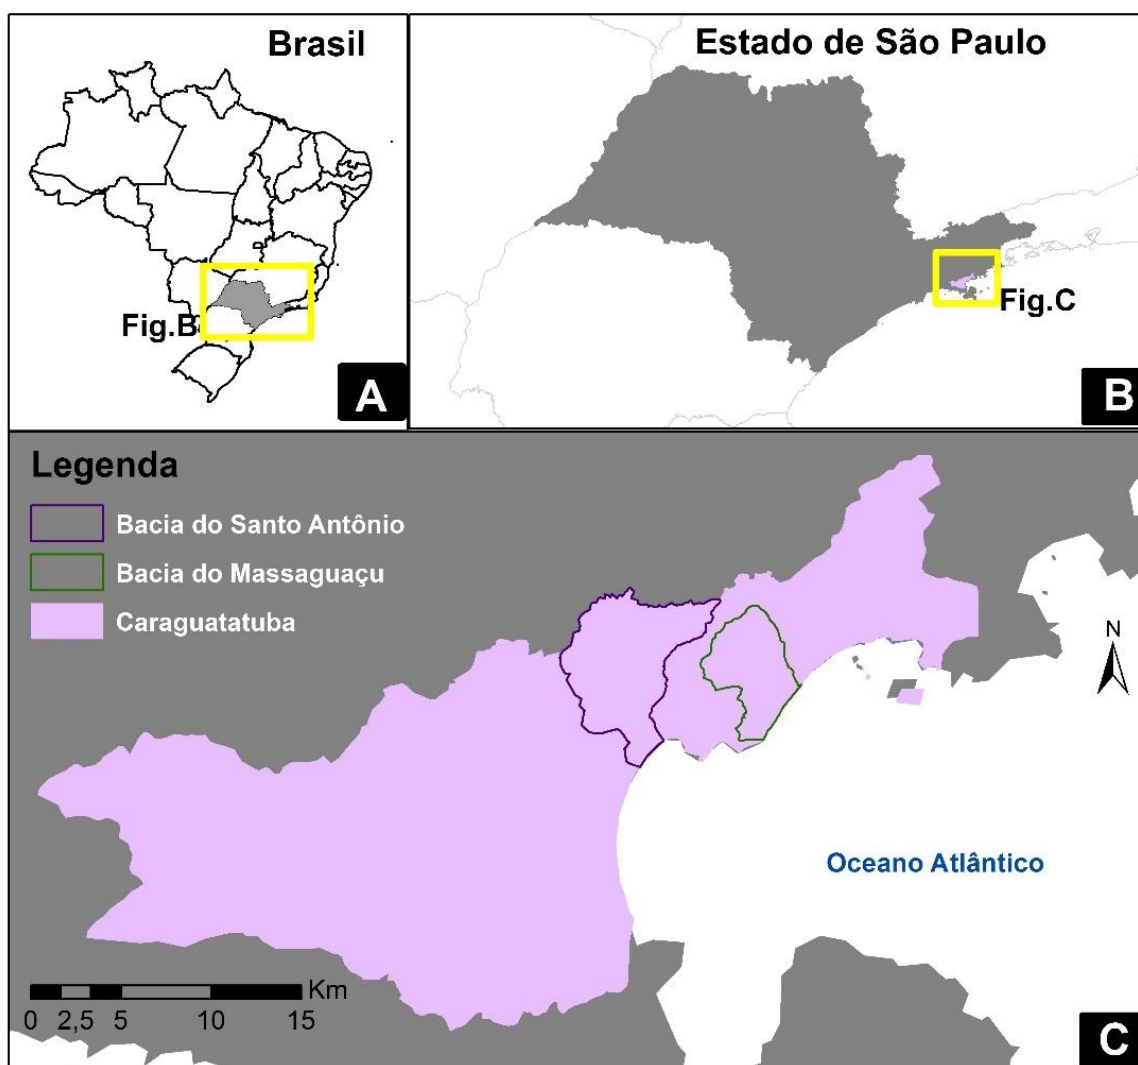 Brasil
Fig.B
A
Estado de São Paulo
Fig.C
B
Legenda
Bacia do Santo Antônio
Bacia do Massaguaçu
Caraguatatuba
N
Oceano Atlântico
Km
0 2,5 5 10 15
C